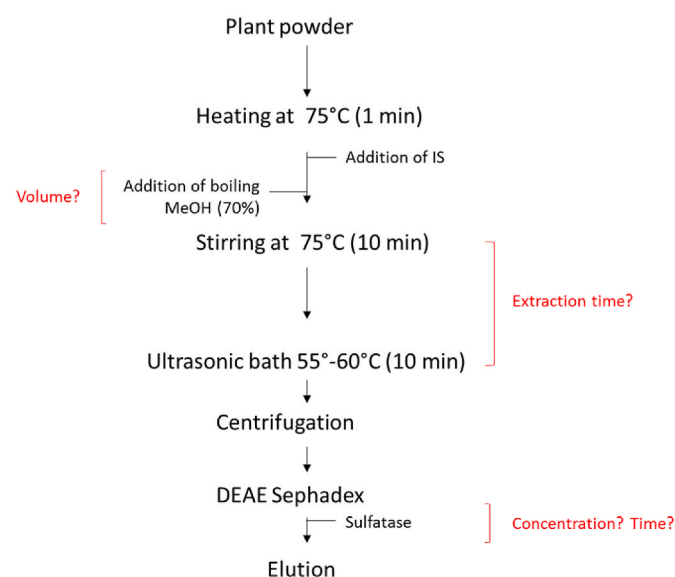 Plant powder
Heating at 75°C (1 min)
Addition of IS
Volume?
Addition of boiling
MeOH (70%)
Stirring at 75°C (10 min)
Extraction time?
Ultrasonic bath 55°-60°C (10 min)
Centrifugation
DEAE Sephadex
Sulfatase
Concentration? Time?
Elution